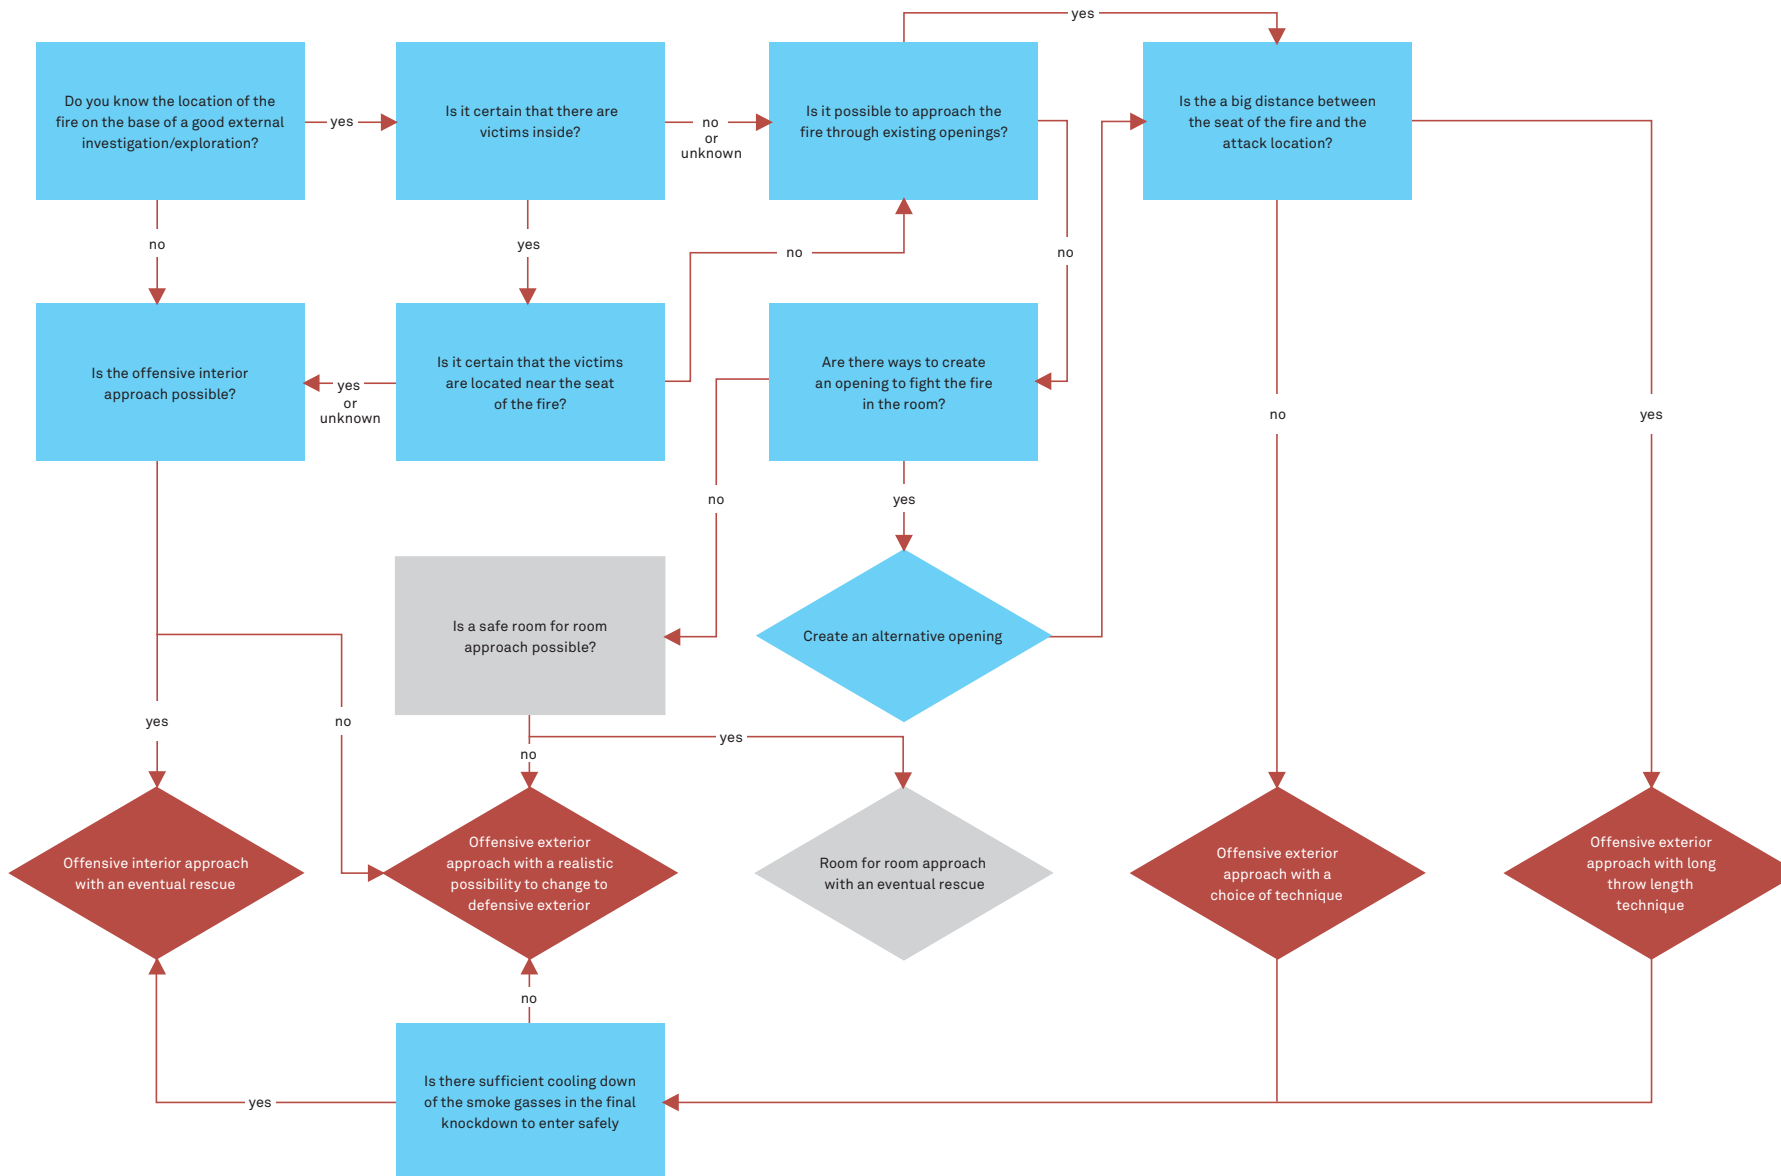 yes
Do you know the location of the
fire on the base of a good external
investigation/exploration?
yes
Is it certain that there are
victims inside?
no
or
unknown
Is it possible to approach the
fire through existing openings?
Is the a big distance between
the seat of the fire and the
attack location?
no
yes
no
no
Is the offensive interior
approach possible?
yes
or
unknown
Is it certain that the victims
are located near the seat
of the fire?
Are there ways to create
an opening to fight the fire
in the room?
no
yes
no
yes
Is a safe room for room
approach possible?
Create an alternative opening
yes
no
no
yes
Offensive interior approach
with an eventual rescue
Offensive exterior
approach with a realistic
possibility to change to
defensive exterior
Room for room approach
with an eventual rescue
Offensive exterior
approach with a
choice of technique
Offensive exterior
approach with long
throw length
technique
no
yes
Is there sufficient cooling down
of the smoke gasses in the final
knockdown to enter safely